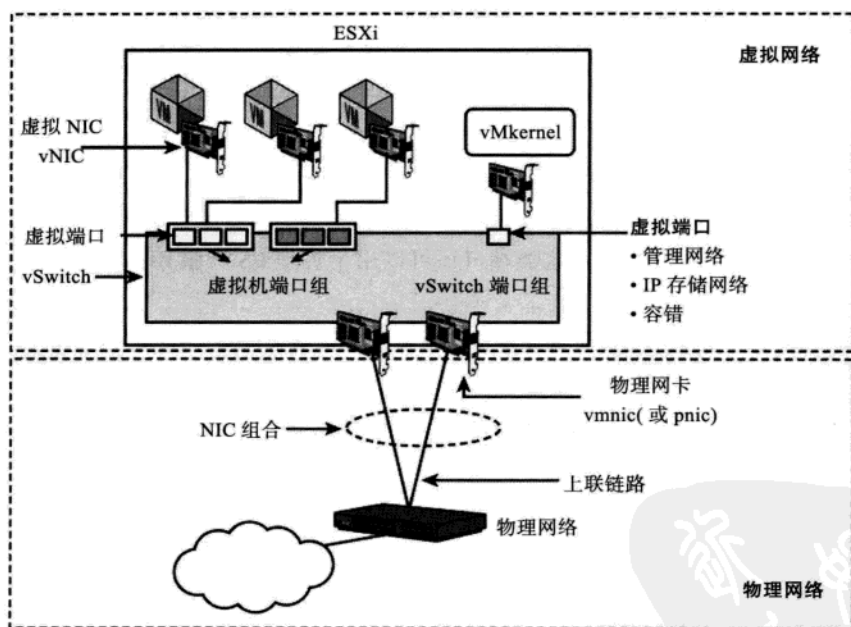 ESXi
虚拟网络
VM
VM
VM
虚拟 NIC
vNIC
vMkernel
虚拟端口
虚拟端口
• 管理网络
• IP 存储网络
• 容错
vSwitch
虚拟机端口组
vSwitch 端口组
物理网卡
vmnic( 或 pnic)
NIC 组合
上联链路
物理网络
物理网络